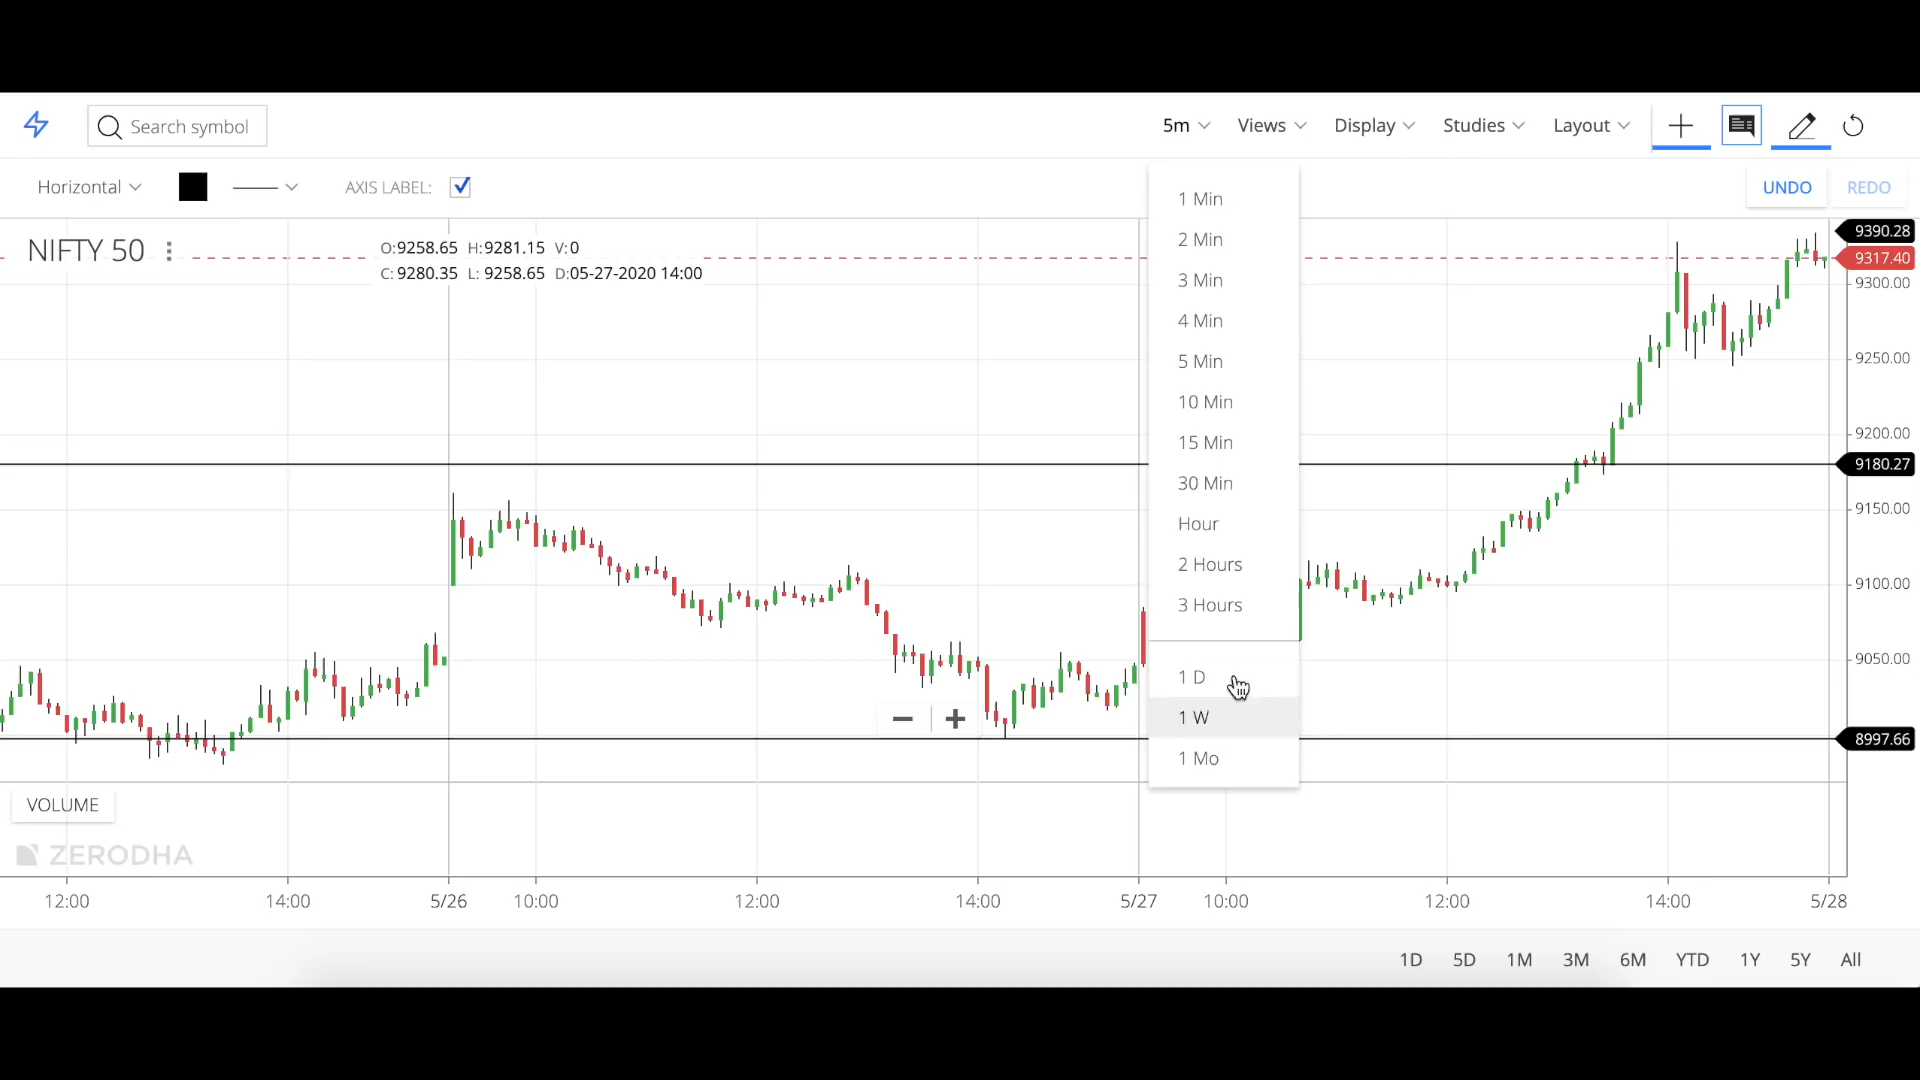 Search symbol
5m Views Display Studies Layout
Horizontal AXIS LABEL: UNDO REDO
NIFTY 50
O:9258.65 H:9281.15 V:0
C: 9280.35 L: 9258.65 D:05-27-2020 14:00
1 Min
2 Min
3 Min
4 Min
5 Min
10 Min
15 Min
30 Min
Hour
2 Hours
3 Hours
1 D
1 W
1 Mo
9390.28
9317.40
9300.00
9250.00
9200.00
9180.27
9150.00
9100.00
9050.00
8997.66
VOLUME
ZERODHA
12:00 14:00 5/26 10:00 12:00 14:00 5/27 10:00 12:00 14:00 5/28
1D 5D 1M 3M 6M YTD 1Y 5Y All